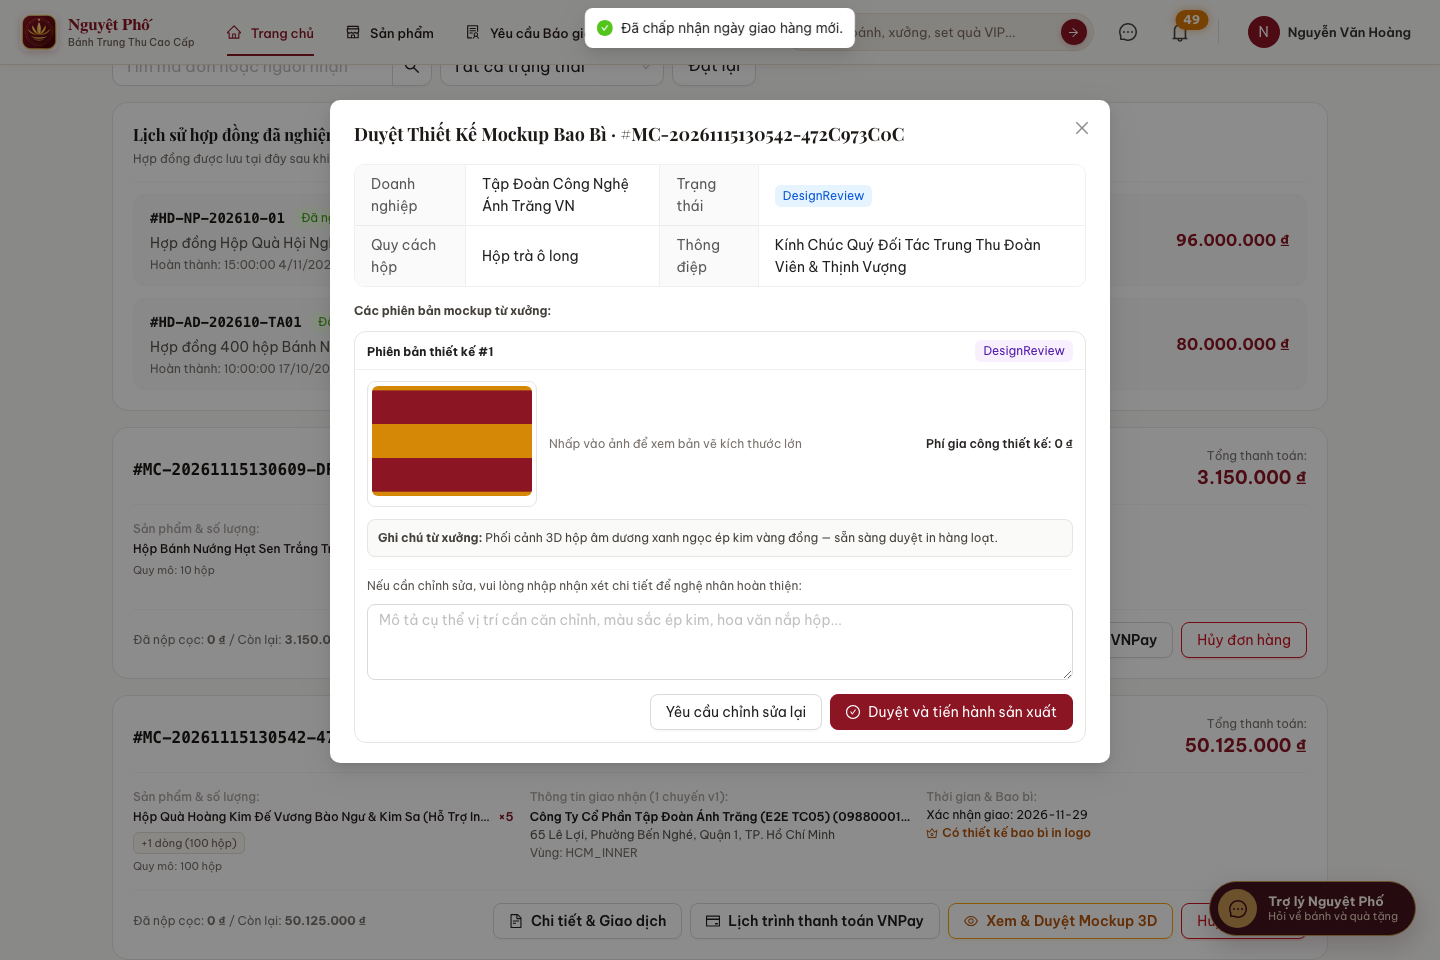 Nguyệt Phố
Bánh Trung Thu Cao Cấp
Trang chủ
Sản phẩm
Yêu cầu Báo gi
Đã chấp nhận ngày giao hàng mới.
bánh, xưởng, set quà VIP...
49
N
Nguyễn Văn Hoàng
Tìm mã đơn hoặc người nhận
Tất cả trạng thái
Đặt lại
Lịch sử hợp đồng đã nghiệm
Hợp đồng được lưu tại đây sau khi
#HD-NP-202610-01
Hợp đồng Hộp Quà Hội Ngh
Hoàn thành: 15:00:00 4/11/202
96.000.000 ₫
#HD-AD-202610-TA01
Hợp đồng 400 hộp Bánh N
Hoàn thành: 10:00:00 17/10/20
80.000.000 ₫
Duyệt Thiết Kế Mockup Bao Bì · #MC-20261115130542-472C973C0C
Doanh nghiệp
Tập Đoàn Công Nghệ Ánh Trăng VN
Trạng thái
DesignReview
Quy cách hộp
Hộp trà ô long
Thông điệp
Kính Chúc Quý Đối Tác Trung Thu Đoàn Viên & Thịnh Vượng
Các phiên bản mockup từ xưởng:
Phiên bản thiết kế #1
DesignReview
Nhấp vào ảnh để xem bản vẽ kích thước lớn
Phí gia công thiết kế: 0 ₫
Ghi chú từ xưởng: Phối cảnh 3D hộp âm dương xanh ngọc ép kim vàng đồng — sẵn sàng duyệt in hàng loạt.
Nếu cần chỉnh sửa, vui lòng nhập nhận xét chi tiết để nghệ nhân hoàn thiện:
Mô tả cụ thể vị trí cần căn chỉnh, màu sắc ép kim, hoa văn nắp hộp...
Yêu cầu chỉnh sửa lại
Duyệt và tiến hành sản xuất
#MC-20261115130609-DF
Tổng thanh toán:
3.150.000 ₫
Sản phẩm & số lượng:
Hộp Bánh Nướng Hạt Sen Trắng Tr
Quy mô: 10 hộp
Đã nộp cọc: 0 ₫ / Còn lại: 3.150.0
VNPay
Hủy đơn hàng
#MC-20261115130542-47
Tổng thanh toán:
50.125.000 ₫
Sản phẩm & số lượng:
Hộp Quà Hoàng Kim Đế Vương Bào Ngư & Kim Sa (Hỗ Trợ In... ×5
+1 dòng (100 hộp)
Quy mô: 100 hộp
Thông tin giao nhận (1 chuyến v1):
Công Ty Cổ Phần Tập Đoàn Ánh Trăng (E2E TC05) (09880001...
65 Lê Lợi, Phường Bến Nghé, Quận 1, TP. Hồ Chí Minh
Vùng: HCM_INNER
Thời gian & Bao bì:
Xác nhận giao: 2026-11-29
Có thiết kế bao bì in logo
Đã nộp cọc: 0 ₫ / Còn lại: 50.125.000 ₫
Chi tiết & Giao dịch
Lịch trình thanh toán VNPay
Xem & Duyệt Mockup 3D
Trợ lý Nguyệt Phố
Hỏi về bánh và quà tặng